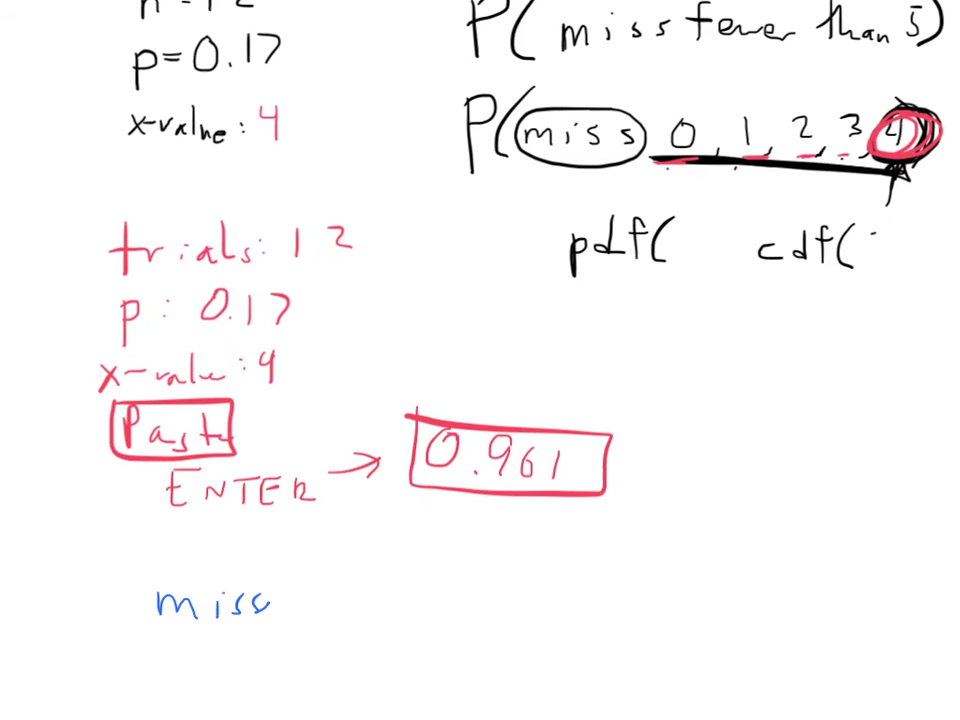 P(miss fewer than 5)
p=0.17
x-value: 4
P(miss 0, 1, 2, 3, 4)
pdf( cdf(
trials: 12
p: 0.17
x-value: 4
Paste
ENTER → 0.961
miss